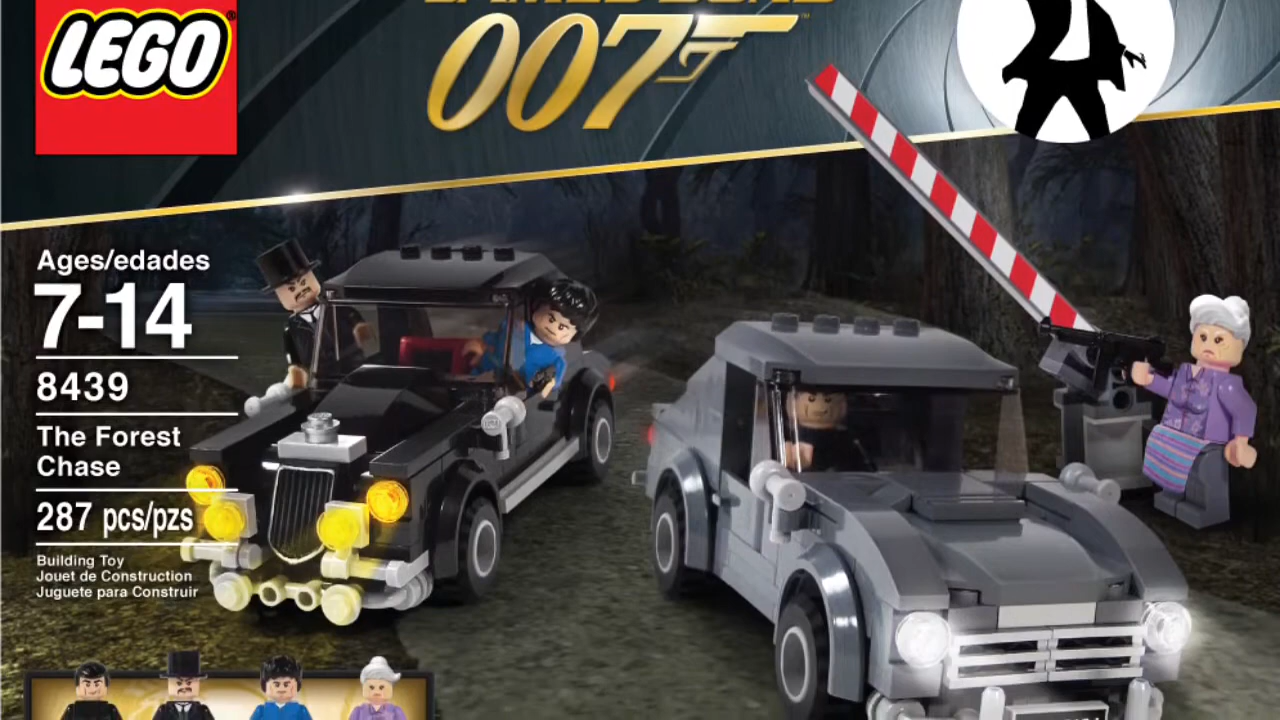 LEGO
007
Ages/edades
7-14
8439
The Forest
Chase
287 pcs/pzs
Building Toy
Jouet de Construction
Juguete para Construir